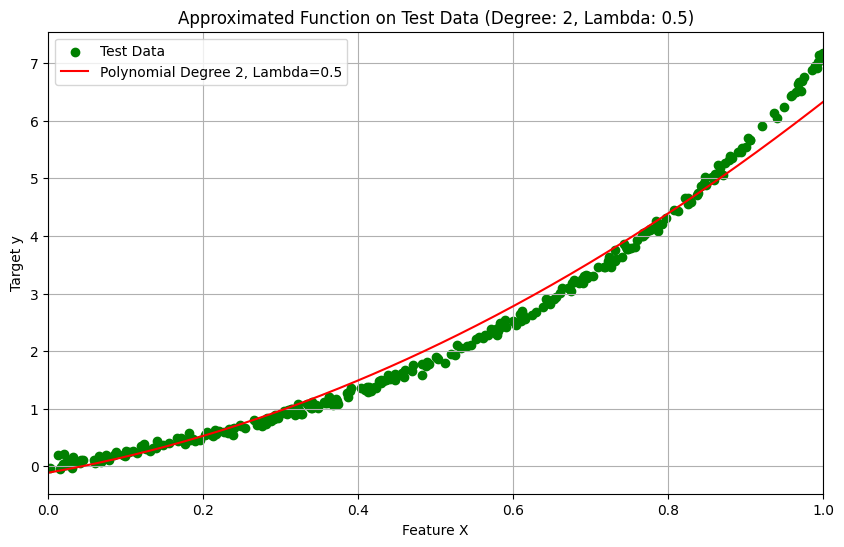 Approximated Function on Test Data (Degree: 2, Lambda: 0.5)
Test Data
Polynomial Degree 2, Lambda=0.5
Target y
7
6
5
4
3
2
1
0
0.0 0.2 0.4 0.6 0.8 1.0
Feature X